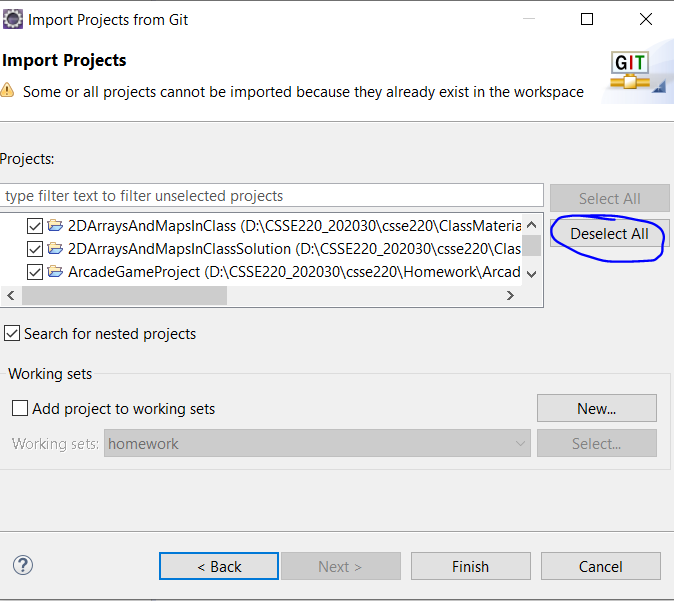 Import Projects from Git
Import Projects
GIT
Some or all projects cannot be imported because they already exist in the workspace
Projects:
type filter text to filter unselected projects
Select All
2DArraysAndMapsInClass (D:\CSSE220_202030\csse220\ClassMateria
Deselect All
2DArraysAndMapsInClassSolution (D:\CSSE220_202030\csse220\Clas
ArcadeGameProject (D:\CSSE220_202030\csse220\Homework\Arcad
Search for nested projects
Working sets
Add project to working sets
New...
Working sets: homework
Select...
?
< Back
Next >
Finish
Cancel